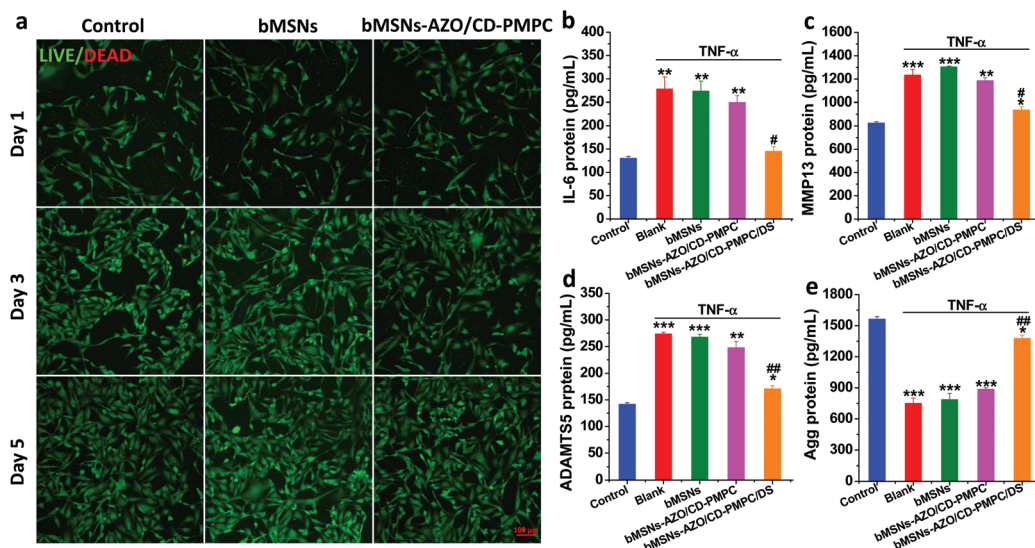 a
Control bMSNs bMSNs-AZO/CD-PMPC
LIVE/DEAD
Day 1
Day 3
Day 5
100 μm
b
TNF-α
IL-6 protein (pg/mL)
350
300
250
200
150
100
50
0
**
**
**
#
Control
Blank
bMSNs
bMSNs-AZO/CD-PMPC
bMSNs-AZO/CD-PMPC/DS
c
TNF-α
MMP13 protein (pg/mL)
1600
1400
1200
1000
800
600
400
200
0
***
***
**
#
*
Control
Blank
bMSNs
bMSNs-AZO/CD-PMPC
bMSNs-AZO/CD-PMPC/DS
d
TNF-α
ADAMTS5 prptein (pg/mL)
350
300
250
200
150
100
50
0
***
***
**
##
*
Control
Blank
bMSNs
bMSNs-AZO/CD-PMPC
bMSNs-AZO/CD-PMPC/DS
e
TNF-α
Agg protein (pg/mL)
1800
1500
1200
900
600
300
0
***
***
***
##
*
Control
Blank
bMSNs
bMSNs-AZO/CD-PMPC
bMSNs-AZO/CD-PMPC/DS